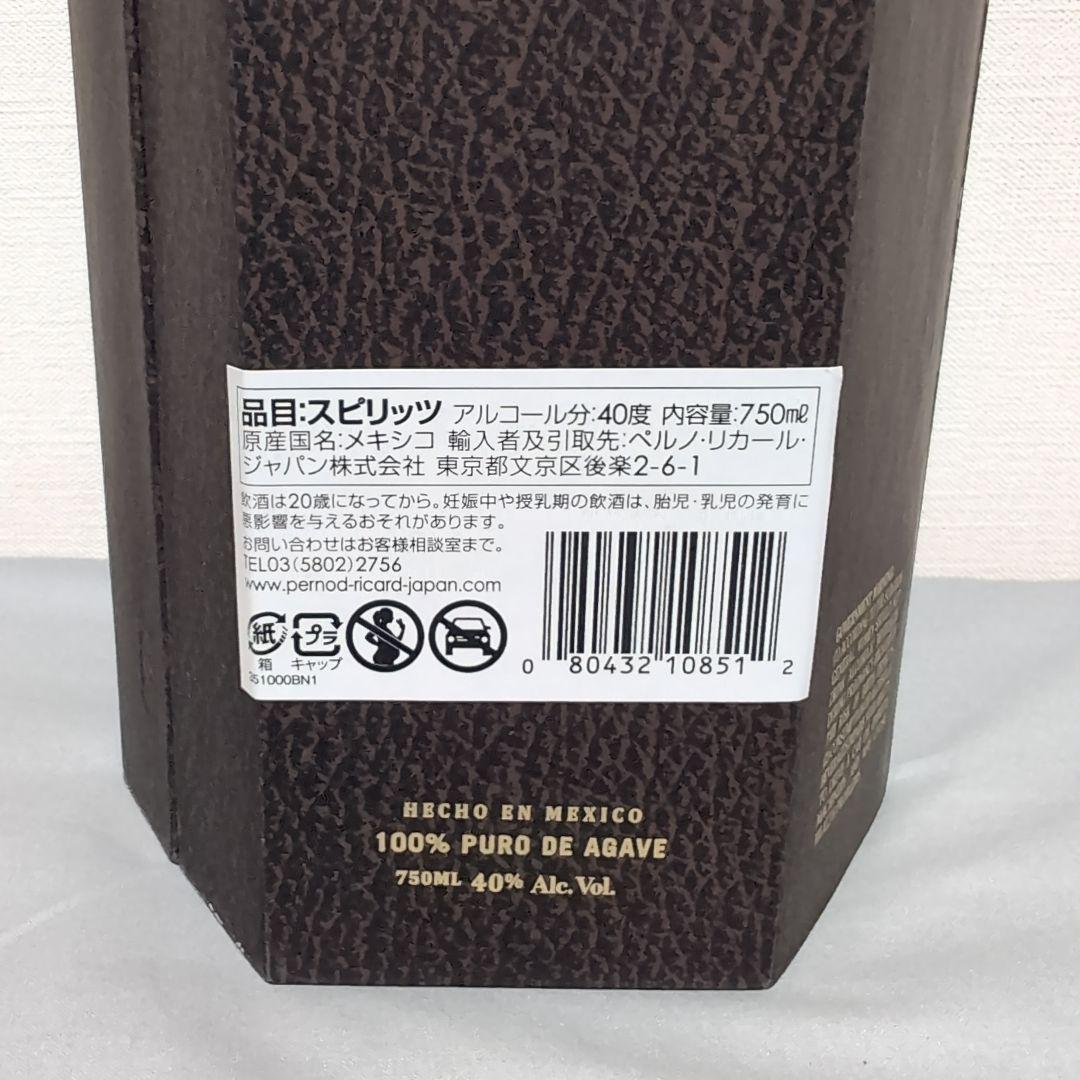 品目:スピリッツ アルコール分:40度 内容量:750㎖
原産国名:メキシコ 輸入者及引取先:ペルノ・リカール・
ジャパン株式会社 東京都文京区後楽2-6-1
飲酒は20歳になってから。妊娠中や授乳期の飲酒は、胎児・乳児の発育に
悪影響を与えるおそれがあります。
お問い合わせはお客様相談室まで。
TEL03(5802)2756
www.pernod-ricard-japan.com
紙 プラ
箱 キャップ
351000BN1
0 80432 10851 2
HECHO EN MEXICO
100% PURO DE AGAVE
750ML 40% Alc. Vol.
GOVERNMENT WARNING